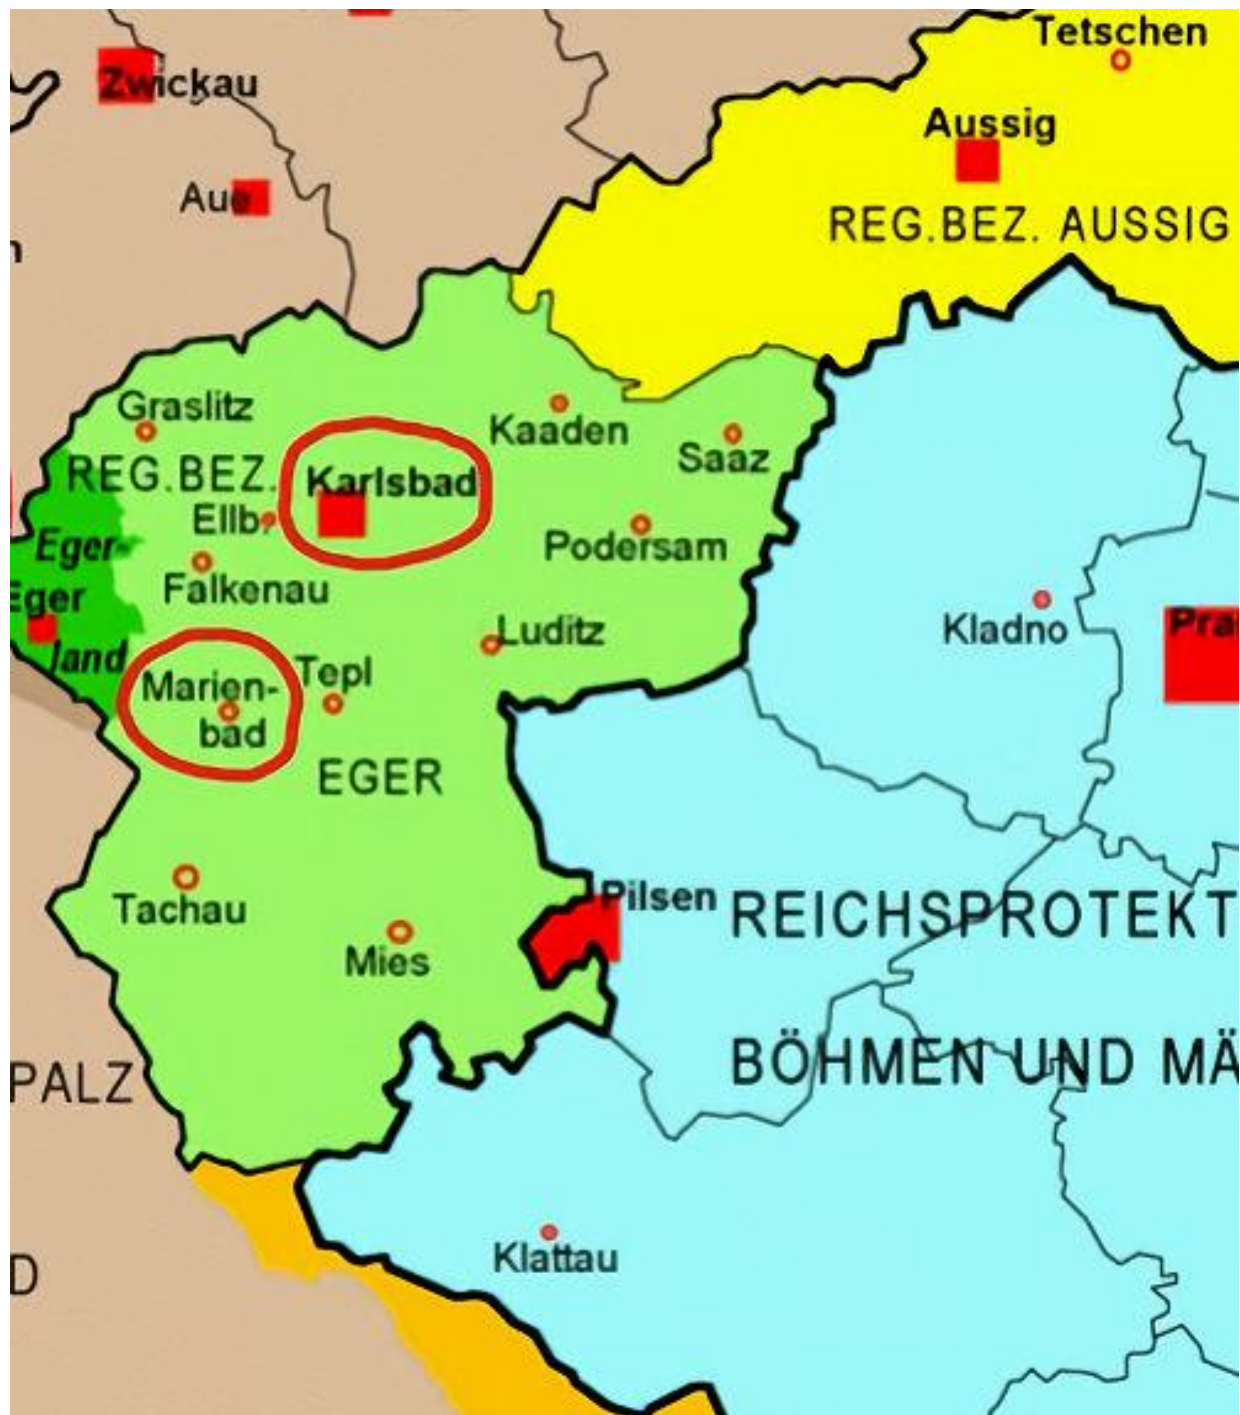 Tetschen
Zwickau
Aussig
Aue
REG.BEZ. AUSSIG
Graslitz
Kaaden
REG.BEZ.
Karlsbad
Saaz
Ellb.
Eger-
Podersam
Falkenau
Eger
Kladno
Luditz
land
Marien-
bad
Tepl
EGER
Pilsen
Tachau
REICHSPROTEKT
Mies
BÖHMEN UND MÄ
PALZ
Klattau
D